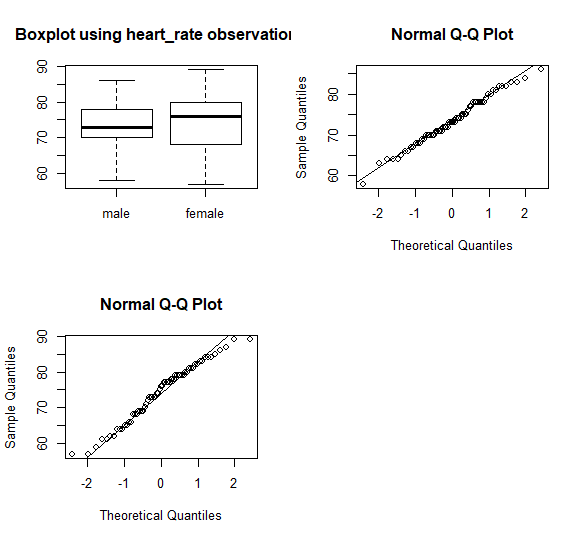 Boxplot using heart_rate observation
90
80
70
60
male female
Normal Q-Q Plot
Sample Quantiles
80
70
60
-2 -1 0 1 2
Theoretical Quantiles
Normal Q-Q Plot
Sample Quantiles
90
80
70
60
-2 -1 0 1 2
Theoretical Quantiles